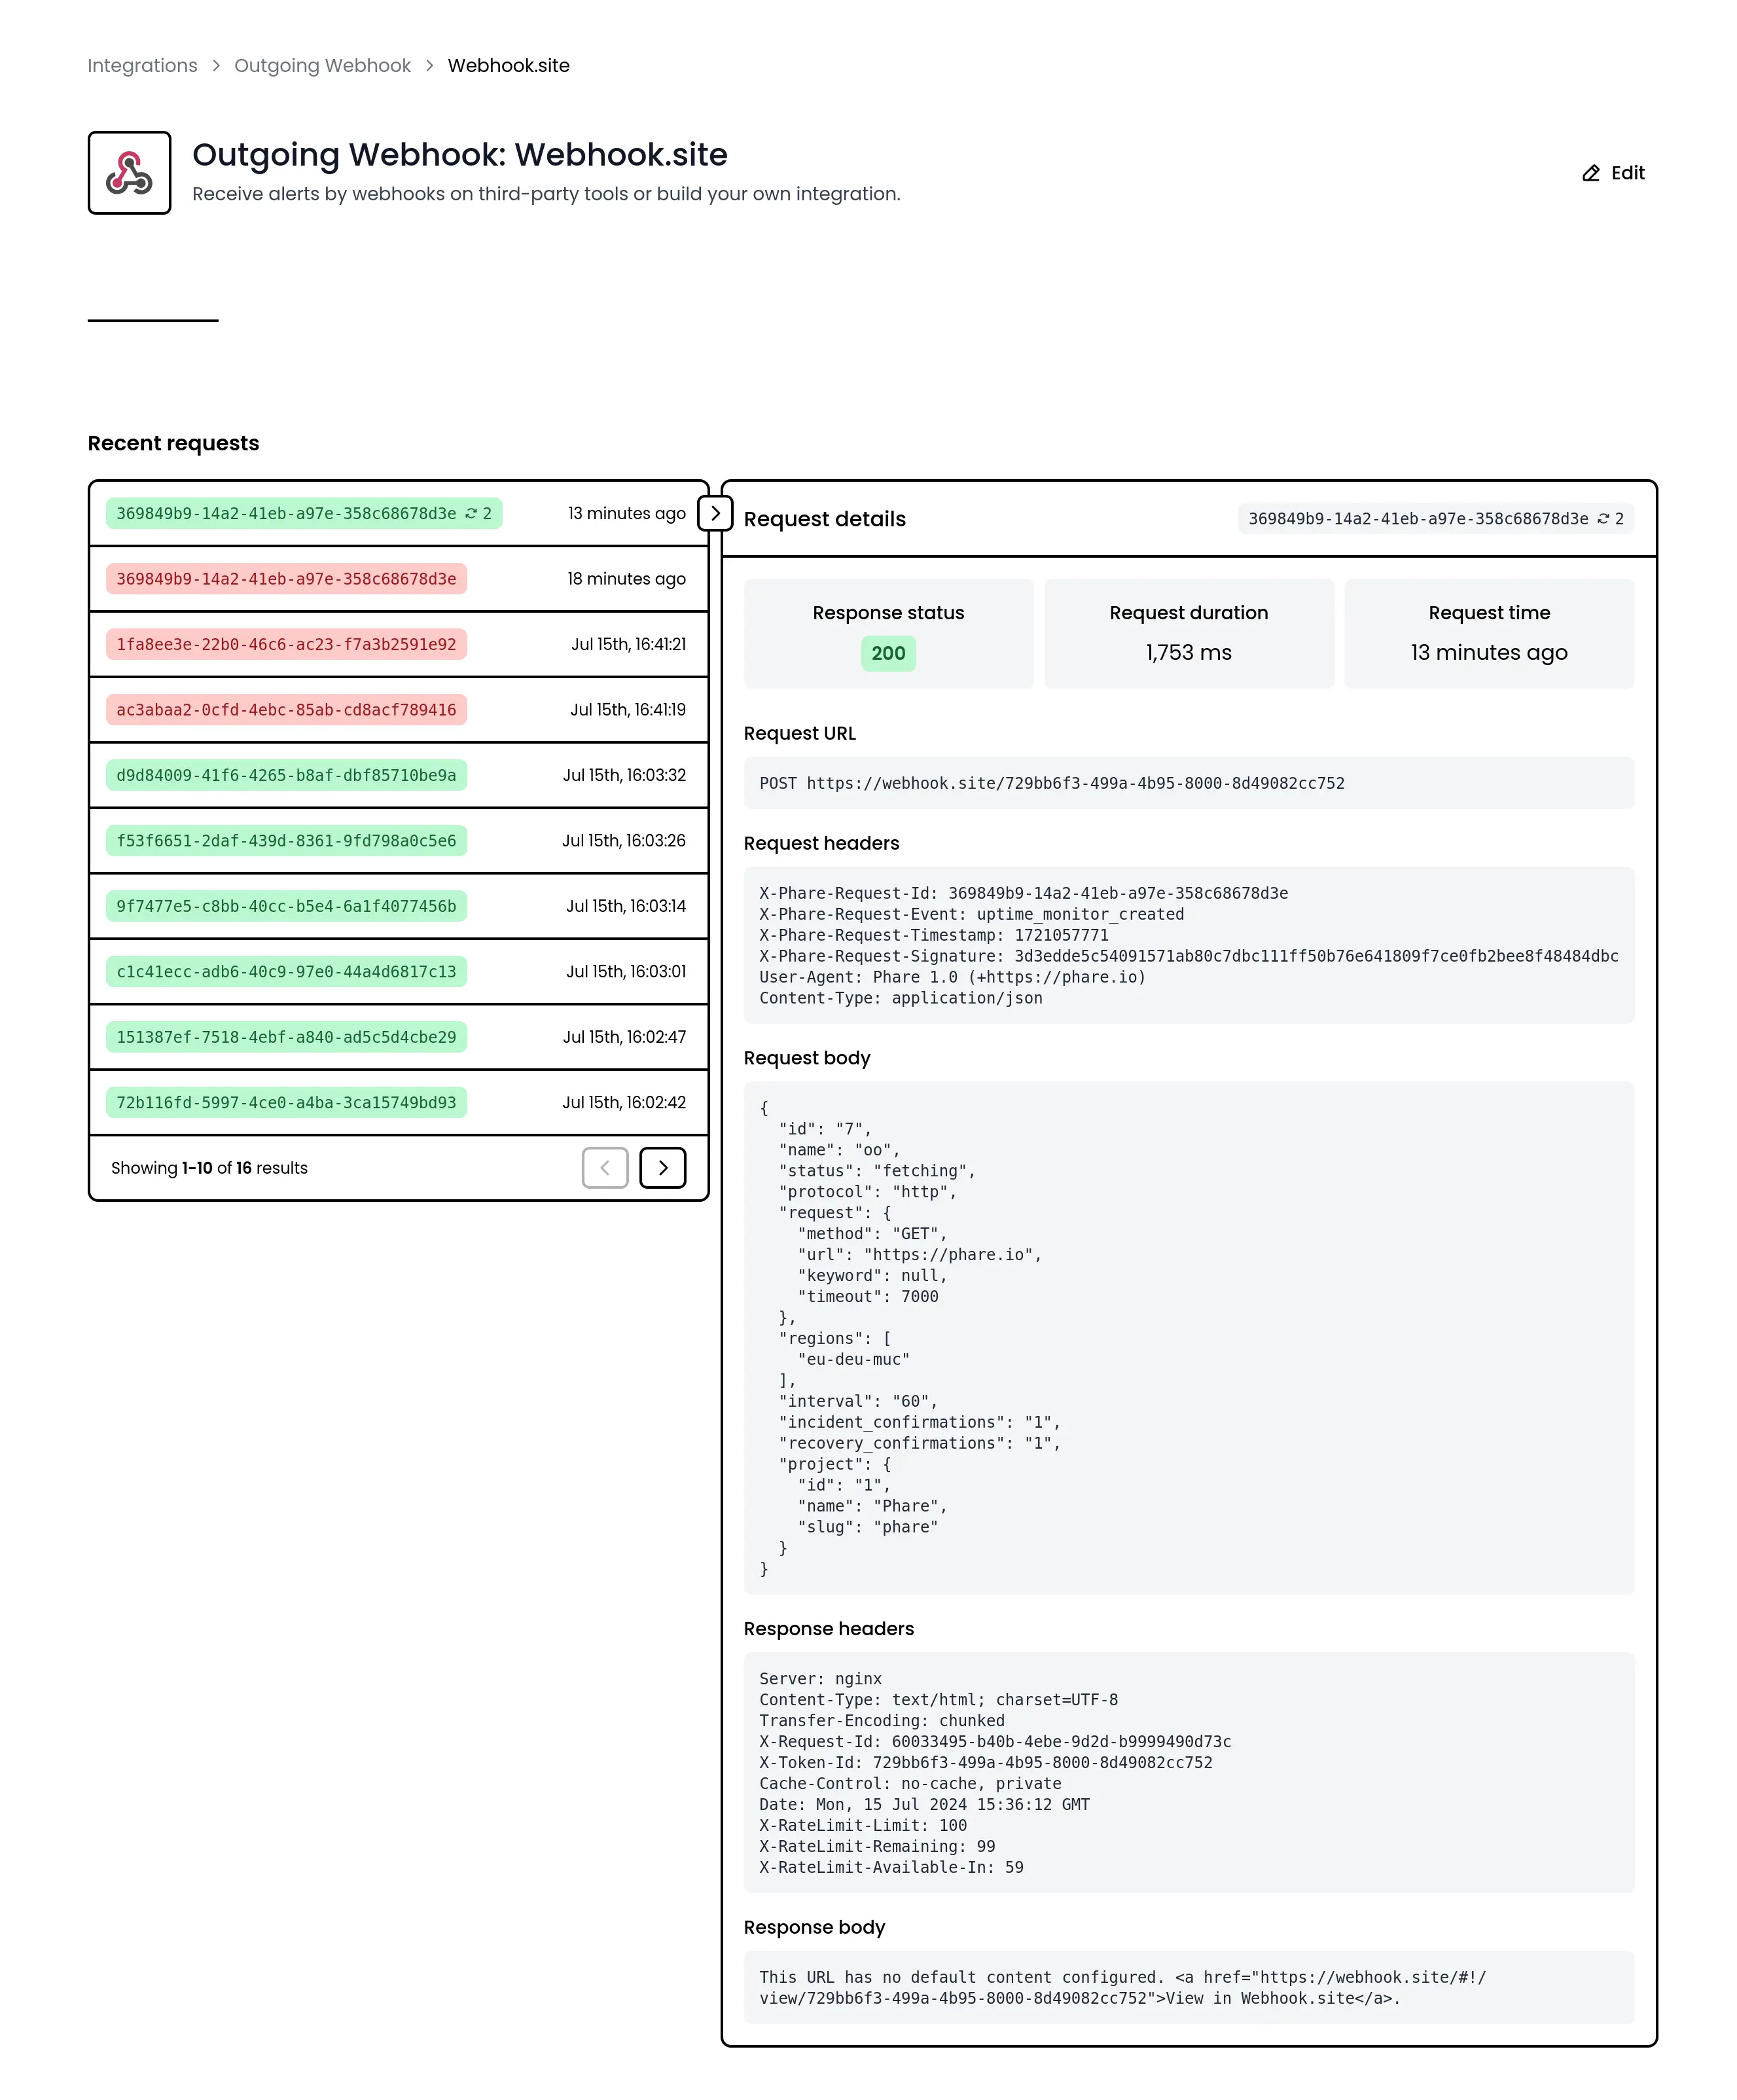 Integrations > Outgoing Webhook > Webhook.site
Outgoing Webhook: Webhook.site
Receive alerts by webhooks on third-party tools or build your own integration.
Edit
Recent requests
369849b9-14a2-41eb-a97e-358c68678d3e 2 13 minutes ago
369849b9-14a2-41eb-a97e-358c68678d3e 18 minutes ago
1fa8ee3e-22b0-46c6-ac23-f7a3b2591e92 Jul 15th, 16:41:21
ac3abaa2-0cfd-4ebc-85ab-cd8acf789416 Jul 15th, 16:41:19
d9d84009-41f6-4265-b8af-dbf85710be9a Jul 15th, 16:03:32
f53f6651-2daf-439d-8361-9fd798a0c5e6 Jul 15th, 16:03:26
9f7477e5-c8bb-40cc-b5e4-6a1f4077456b Jul 15th, 16:03:14
c1c41ecc-adb6-40c9-97e0-44a4d6817c13 Jul 15th, 16:03:01
151387ef-7518-4ebf-a840-ad5c5d4cbe29 Jul 15th, 16:02:47
72b116fd-5997-4ce0-a4ba-3ca15749bd93 Jul 15th, 16:02:42
Showing 1-10 of 16 results
Request details
369849b9-14a2-41eb-a97e-358c68678d3e 2
Response status
200
Request duration
1,753 ms
Request time
13 minutes ago
Request URL
POST https://webhook.site/729bb6f3-499a-4b95-8000-8d49082cc752
Request headers
X-Phare-Request-Id: 369849b9-14a2-41eb-a97e-358c68678d3e
X-Phare-Request-Event: uptime_monitor_created
X-Phare-Request-Timestamp: 1721057771
X-Phare-Request-Signature: 3d3edde5c54091571ab80c7dbc111ff50b76e641809f7ce0fb2bee8f48484dbc
User-Agent: Phare 1.0 (+https://phare.io)
Content-Type: application/json
Request body
{
  "id": "7",
  "name": "oo",
  "status": "fetching",
  "protocol": "http",
  "request": {
    "method": "GET",
    "url": "https://phare.io",
    "keyword": null,
    "timeout": 7000
  },
  "regions": [
    "eu-deu-muc"
  ],
  "interval": "60",
  "incident_confirmations": "1",
  "recovery_confirmations": "1",
  "project": {
    "id": "1",
    "name": "Phare",
    "slug": "phare"
  }
}
Response headers
Server: nginx
Content-Type: text/html; charset=UTF-8
Transfer-Encoding: chunked
X-Request-Id: 60033495-b40b-4ebe-9d2d-b9999490d73c
X-Token-Id: 729bb6f3-499a-4b95-8000-8d49082cc752
Cache-Control: no-cache, private
Date: Mon, 15 Jul 2024 15:36:12 GMT
X-RateLimit-Limit: 100
X-RateLimit-Remaining: 99
X-RateLimit-Available-In: 59
Response body
This URL has no default content configured. <a href="https://webhook.site/#!/
view/729bb6f3-499a-4b95-8000-8d49082cc752">View in Webhook.site</a>.